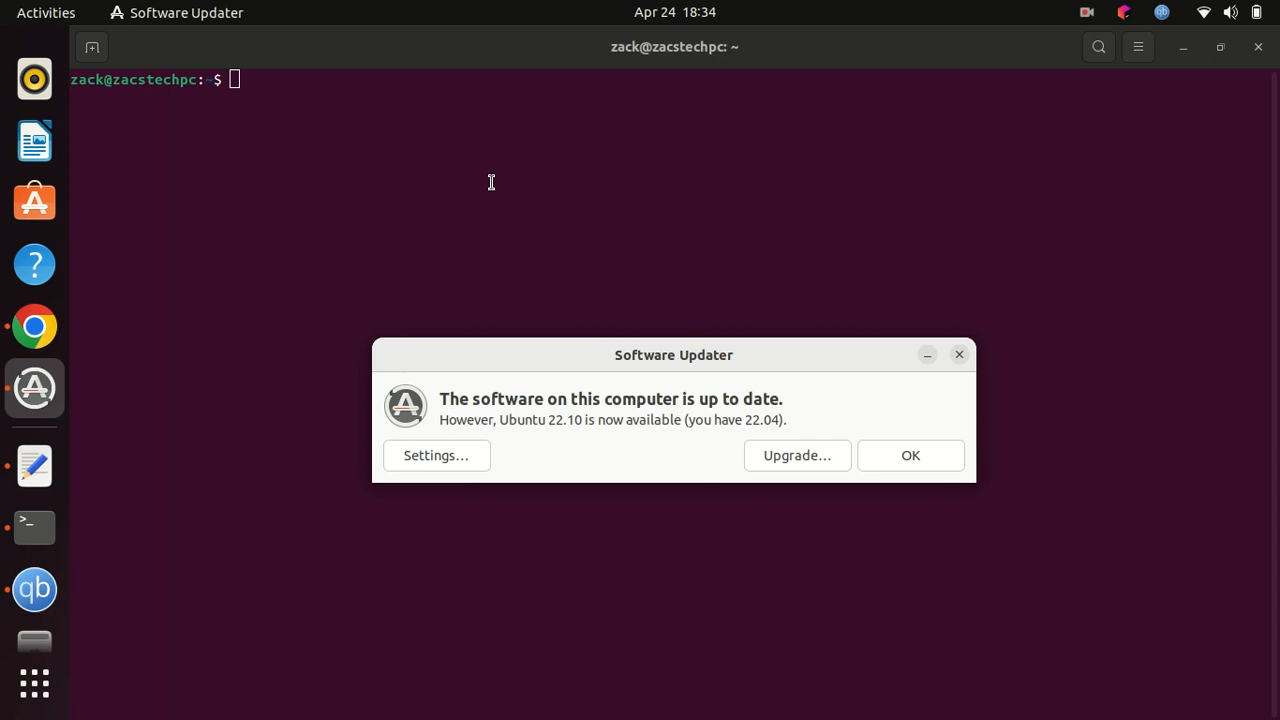 Activities Software Updater Apr 24 18:34
zack@zacstechpc: ~
zack@zacstechpc:~$
Software Updater
The software on this computer is up to date.
However, Ubuntu 22.10 is now available (you have 22.04).
Settings… Upgrade… OK
?
>_
qb
qb